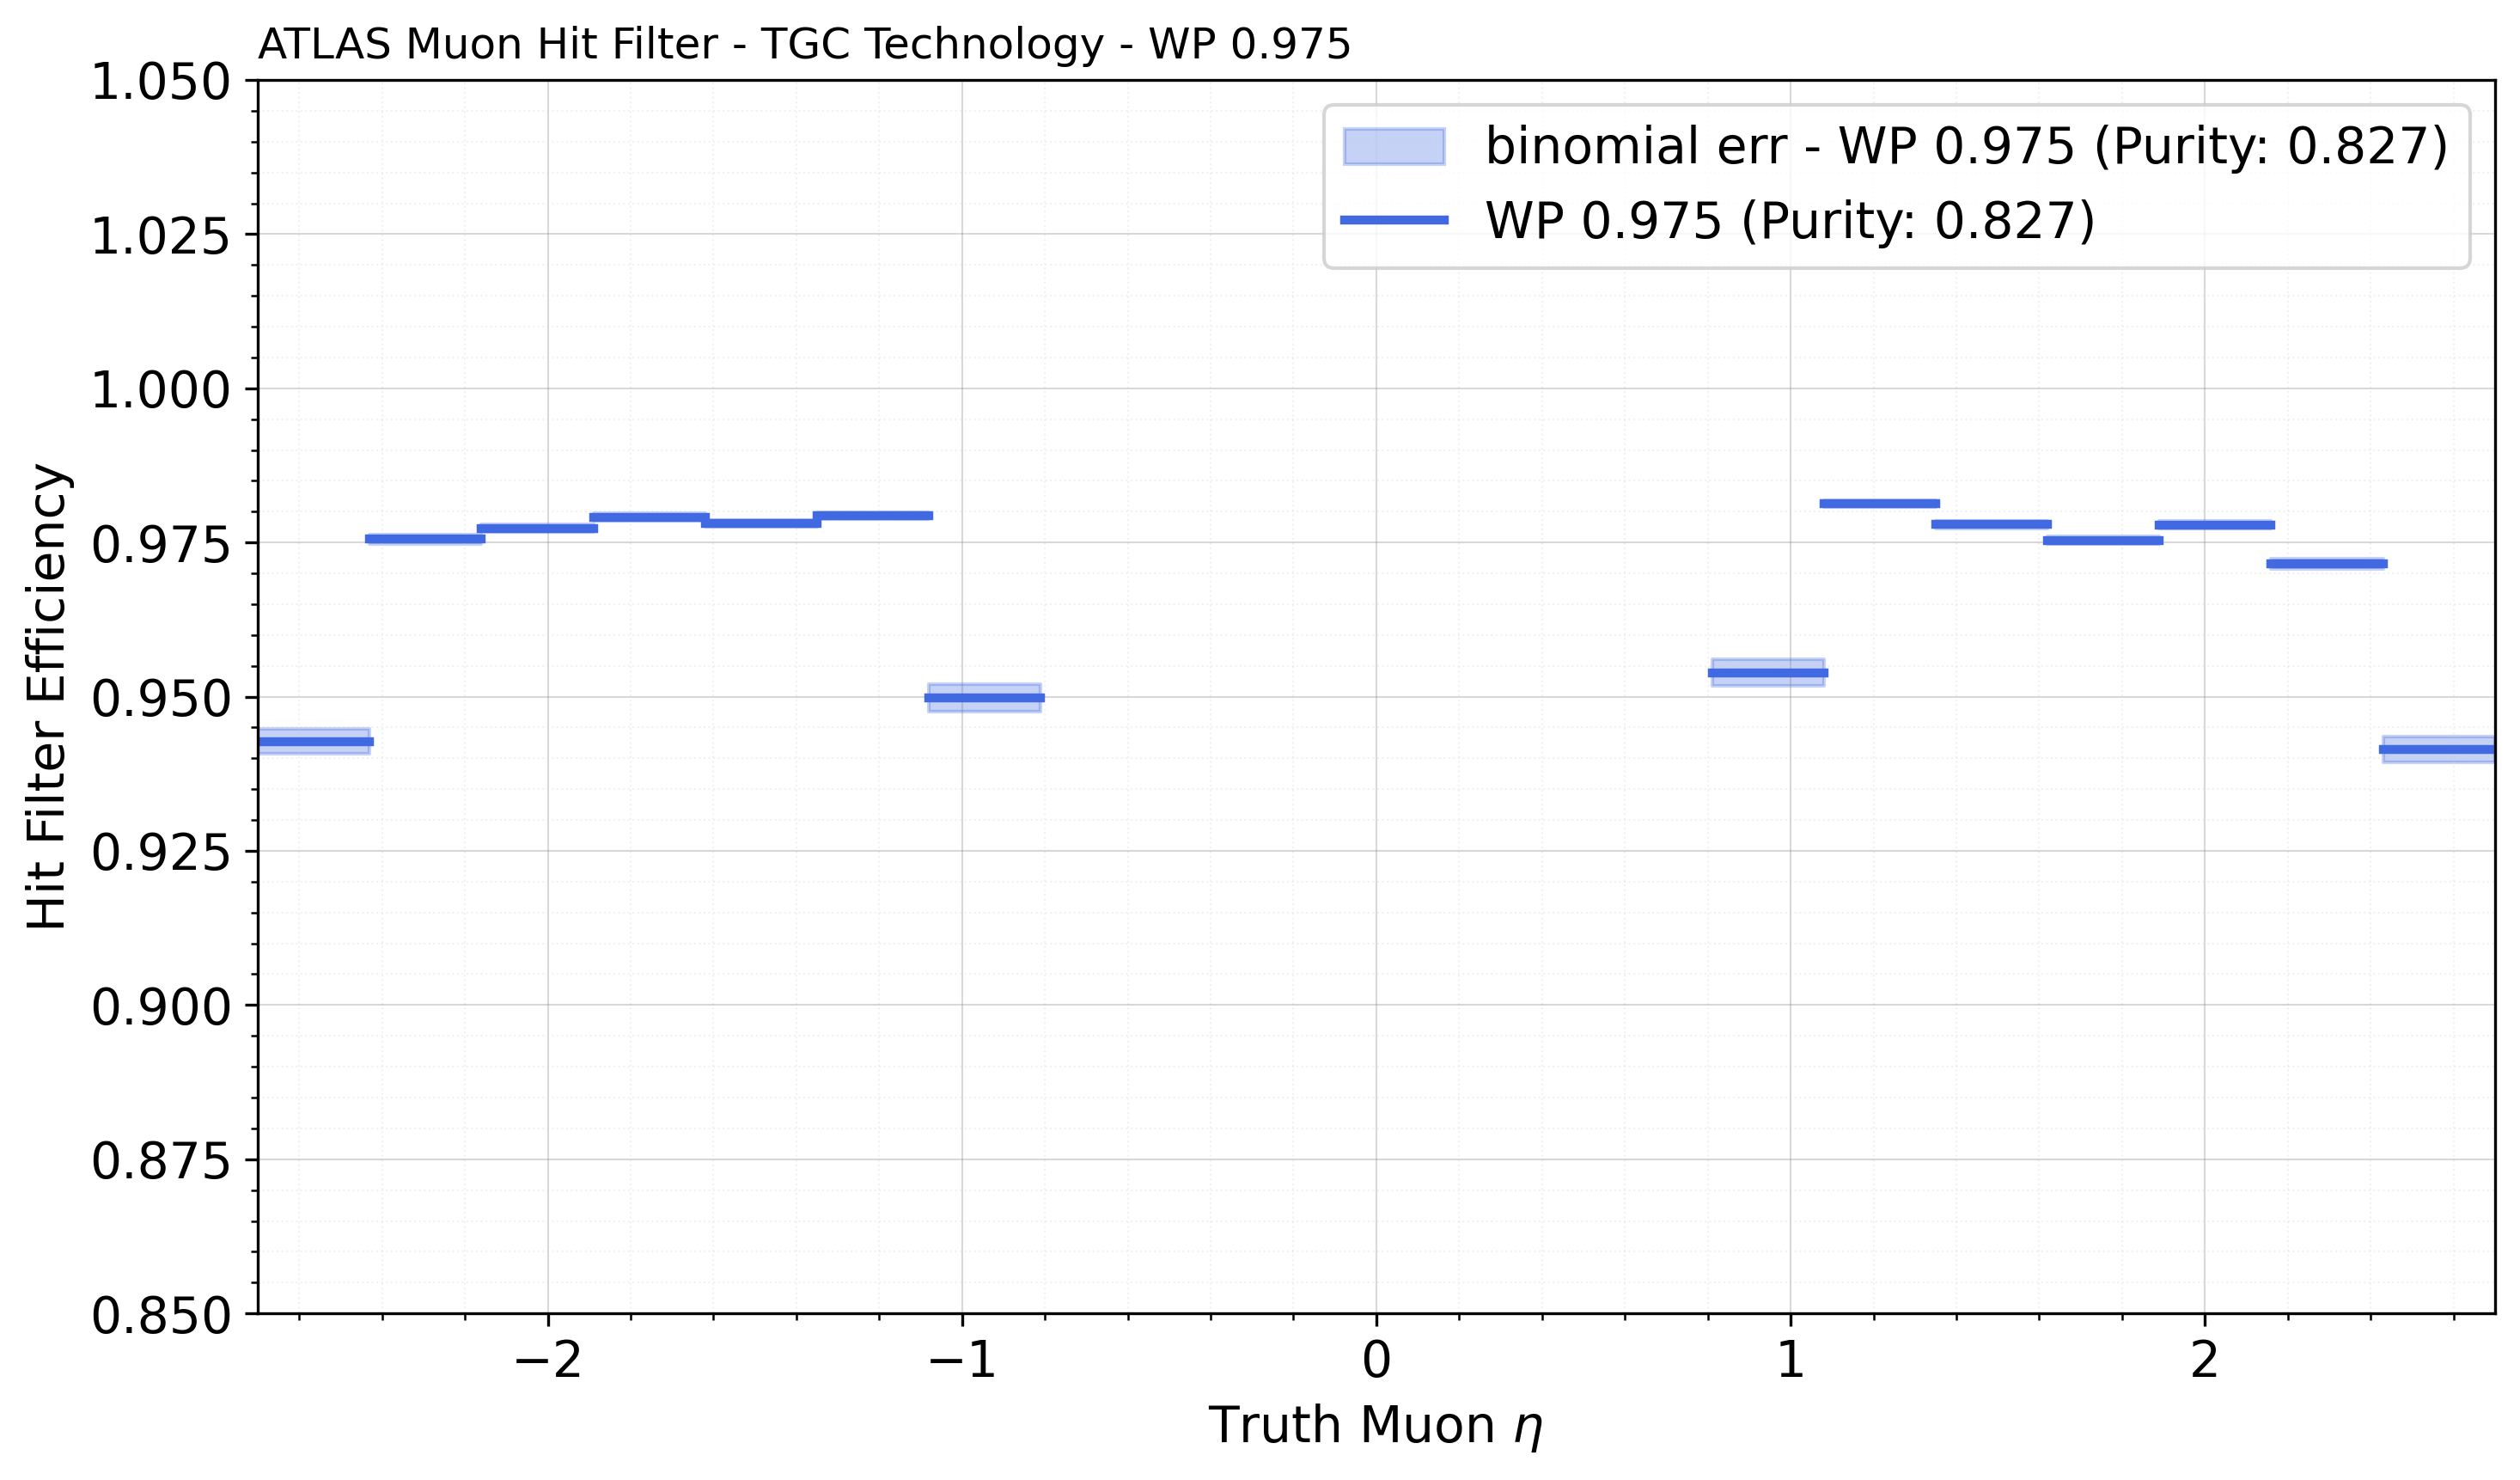 ATLAS Muon Hit Filter - TGC Technology - WP 0.975
1.050
1.025
1.000
0.975
0.950
0.925
0.900
0.875
0.850
Hit Filter Efficiency
binomial err - WP 0.975 (Purity: 0.827)
WP 0.975 (Purity: 0.827)
−2
−1
0
1
2
Truth Muon η